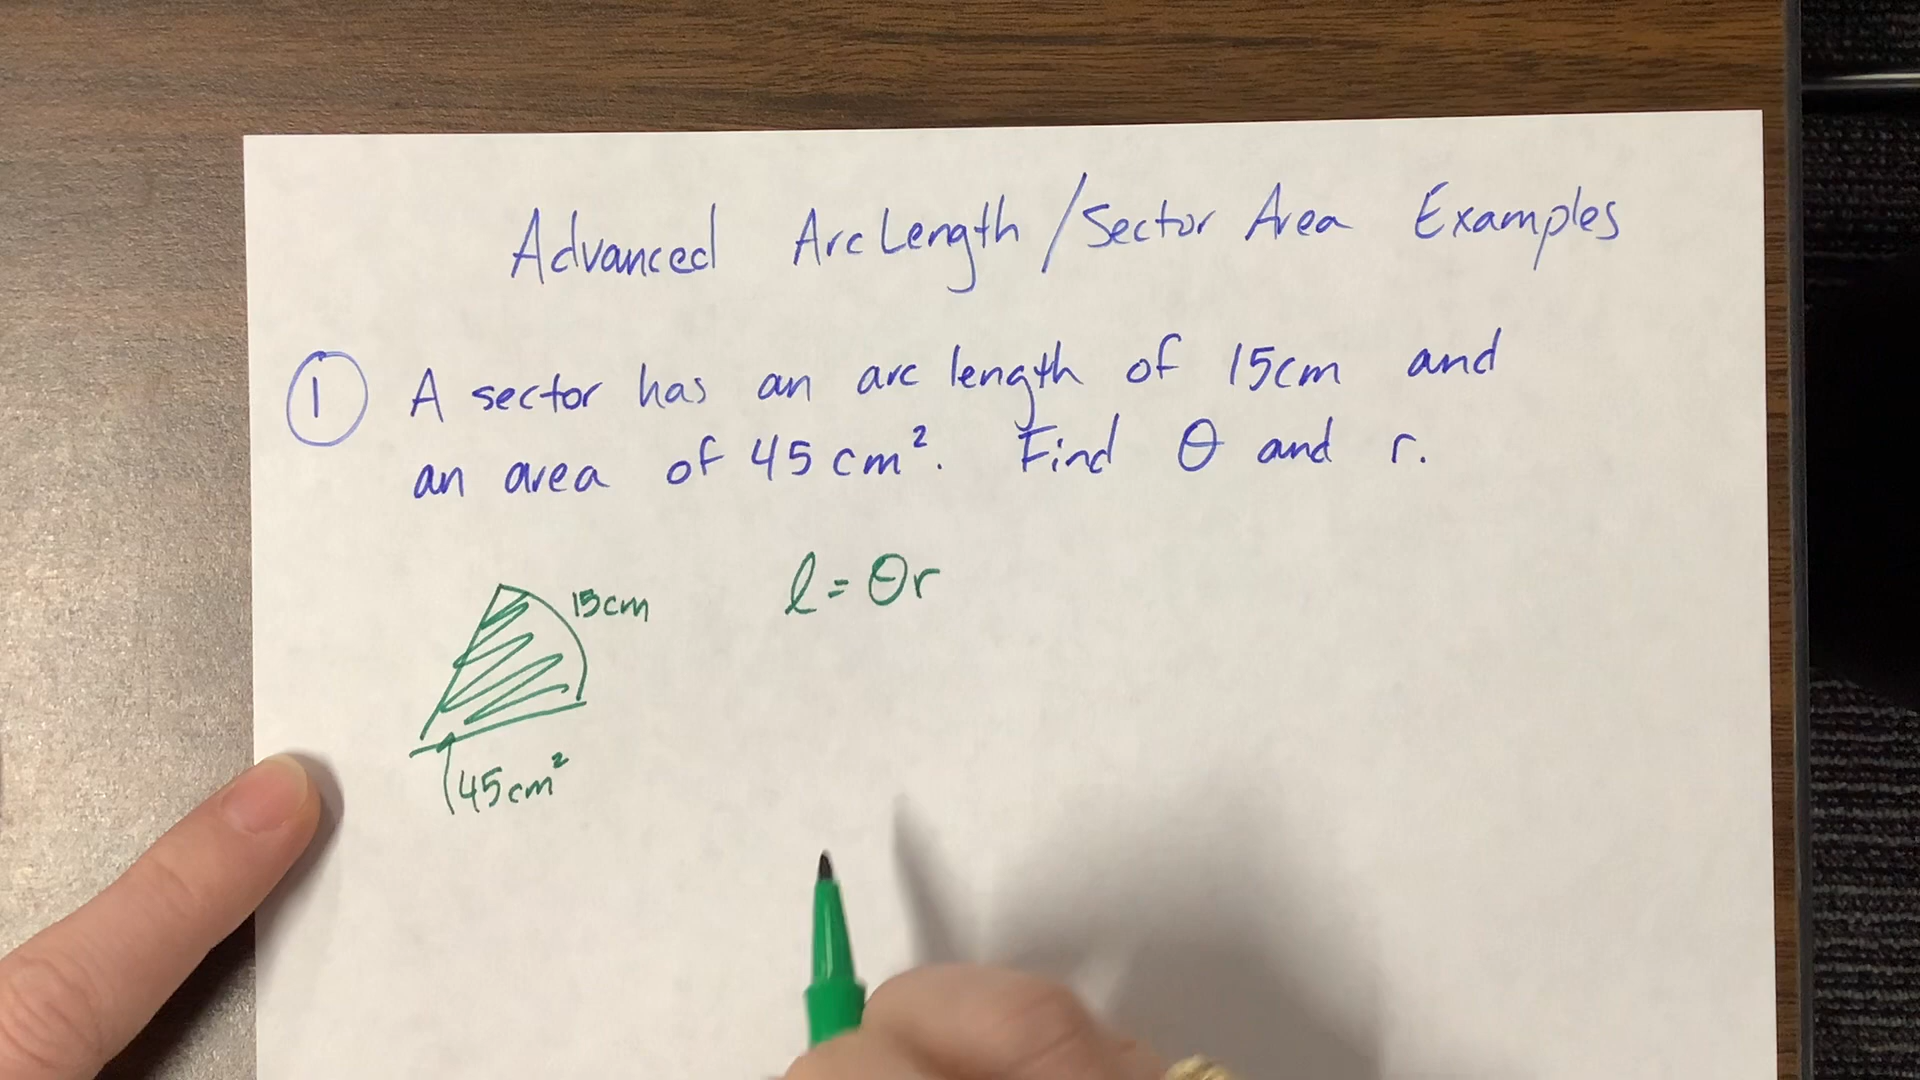 Advanced Arc Length / Sector Area Examples
① A sector has an arc length of 15cm and
an area of 45 cm². Find θ and r.
15cm
l = θr
45cm²